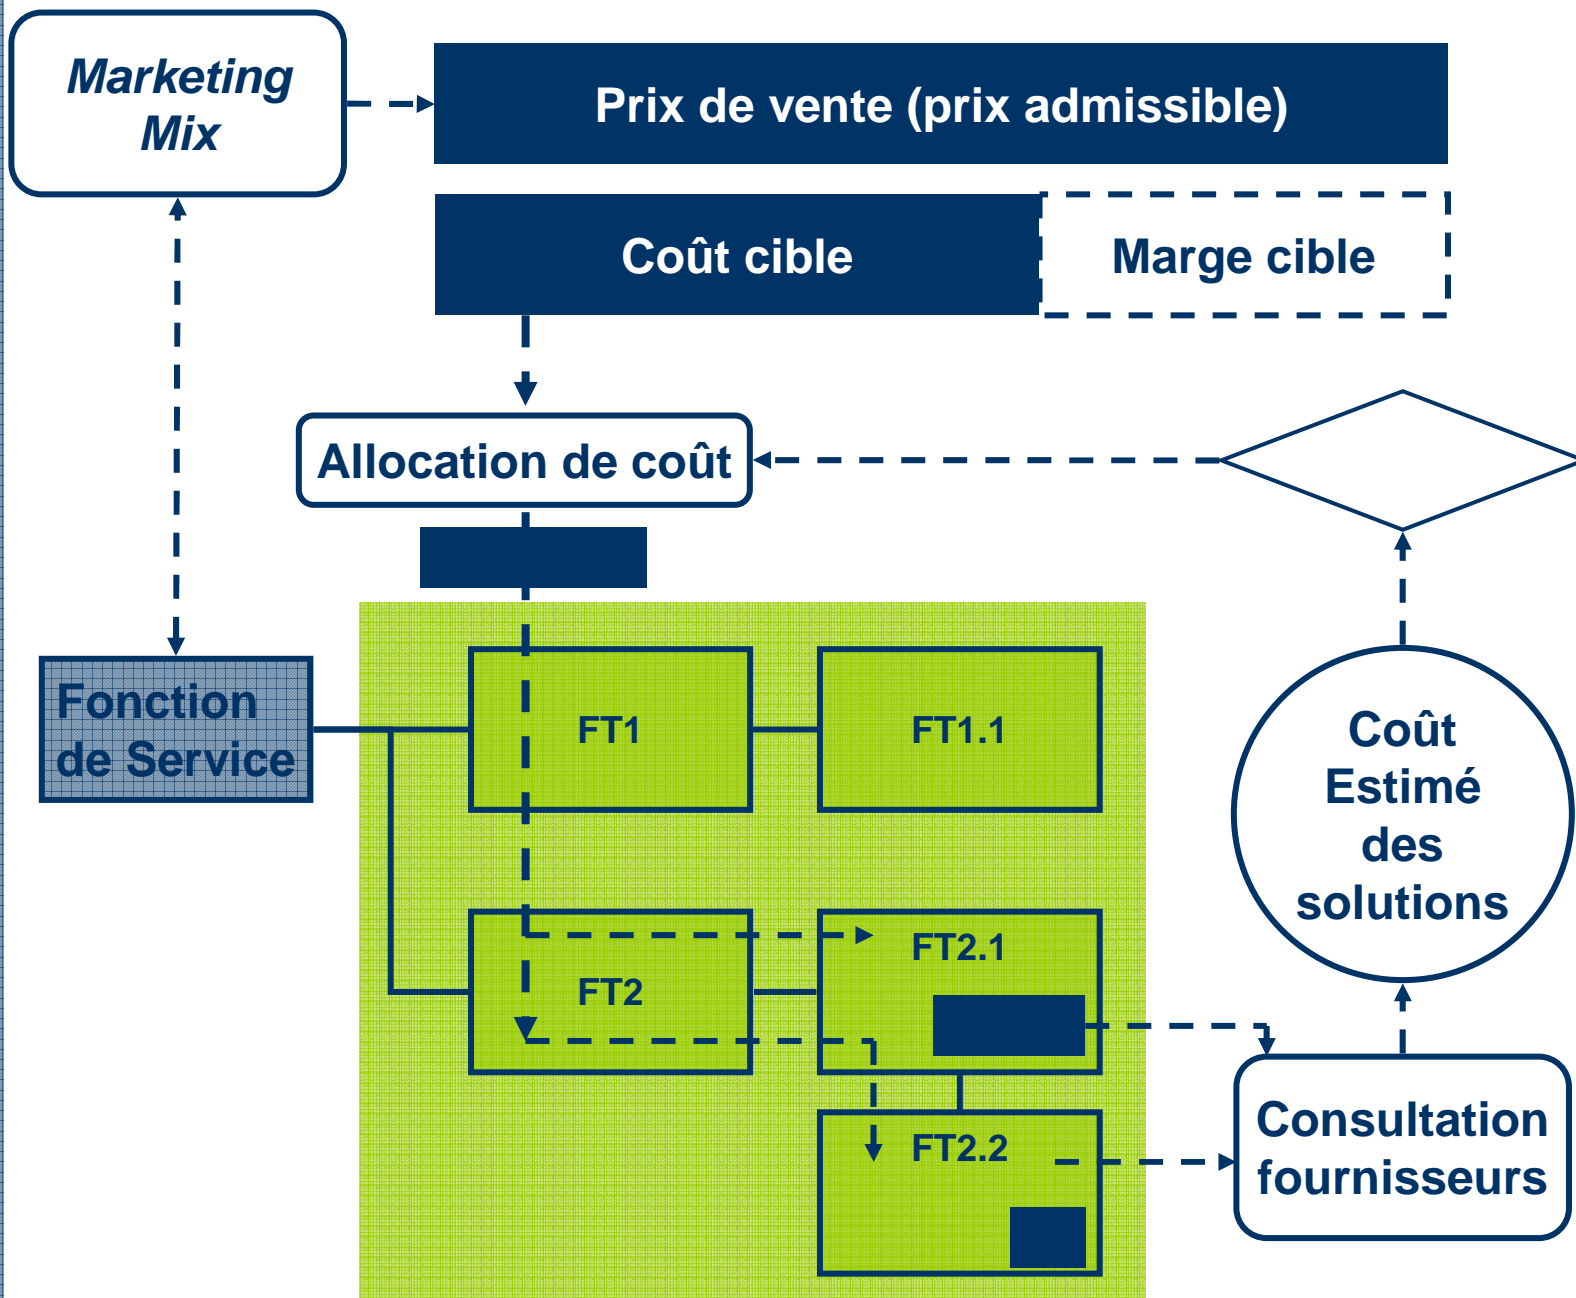 Marketing
Mix
Prix de vente (prix admissible)
Coût cible
Marge cible
Allocation de coût
Fonction
de Service
FT1
FT1.1
FT2
FT2.1
FT2.2
Coût
Estimé
des
solutions
Consultation
fournisseurs